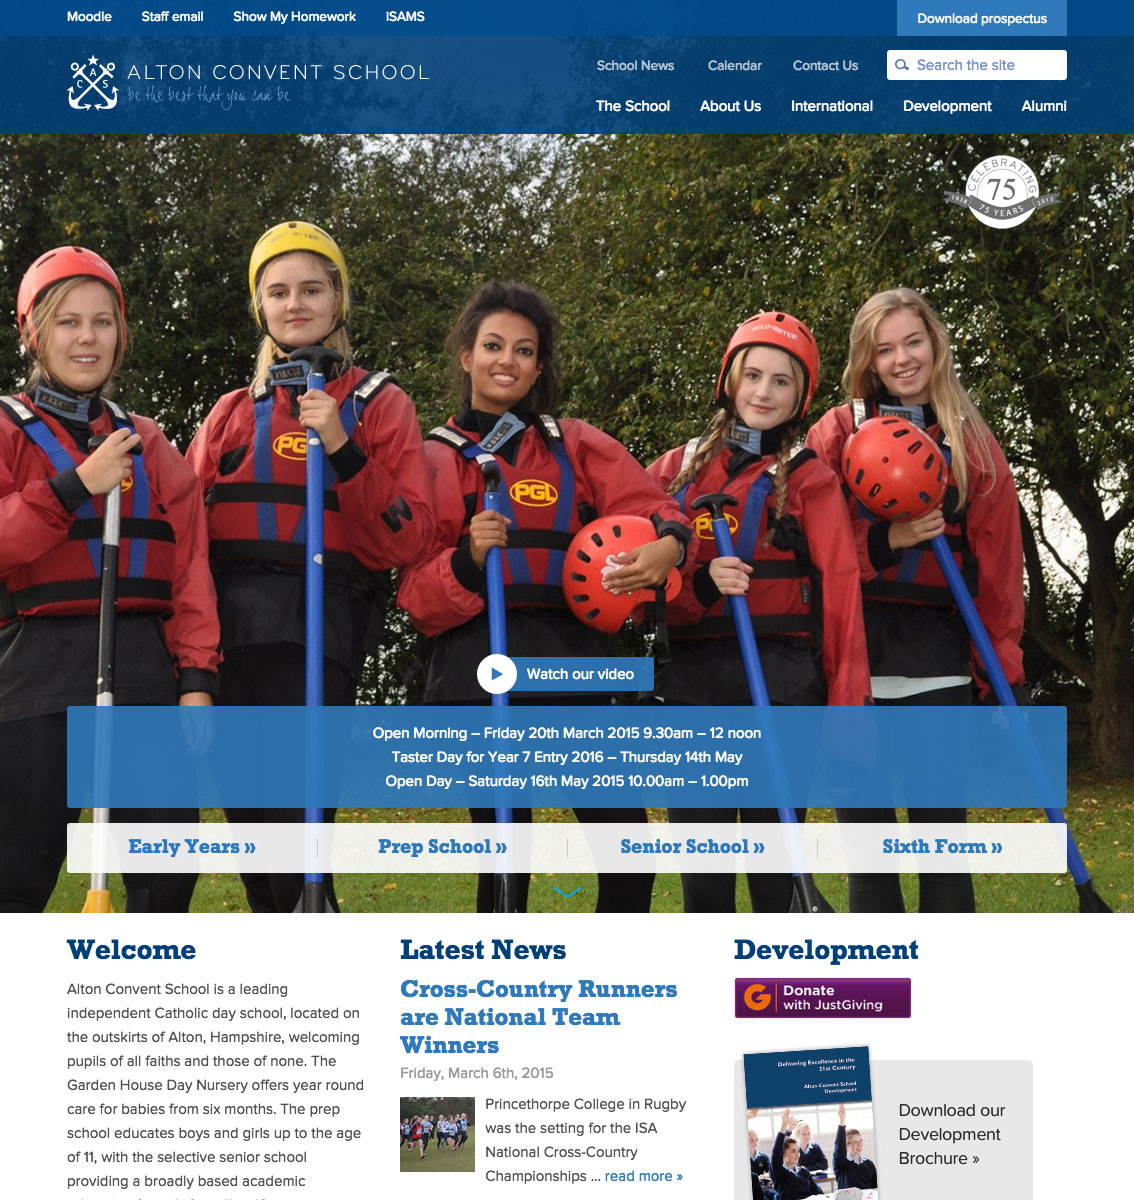 Moodle Staff email Show My Homework iSAMS Download prospectus
ALTON CONVENT SCHOOL
be the best that you can be
CAS
School News Calendar Contact Us Search the site
The School About Us International Development Alumni
CELEBRATING
75
1938 75 YEARS 2013
WILD-WATER
PGL
PGL
PGL
Watch our video
Open Morning – Friday 20th March 2015 9.30am – 12 noon
Taster Day for Year 7 Entry 2016 – Thursday 14th May
Open Day – Saturday 16th May 2015 10.00am – 1.00pm
Early Years » Prep School » Senior School » Sixth Form »
Welcome
Alton Convent School is a leading
independent Catholic day school, located on
the outskirts of Alton, Hampshire, welcoming
pupils of all faiths and those of none. The
Garden House Day Nursery offers year round
care for babies from six months. The prep
school educates boys and girls up to the age
of 11, with the selective senior school
providing a broadly based academic
Latest News
Cross-Country Runners
are National Team
Winners
Friday, March 6th, 2015
Princethorpe College in Rugby
was the setting for the ISA
National Cross-Country
Championships ... read more »
Development
Donate
with JustGiving
Delivering Excellence in the
21st Century
Alton Convent School
Development
Download our
Development
Brochure »